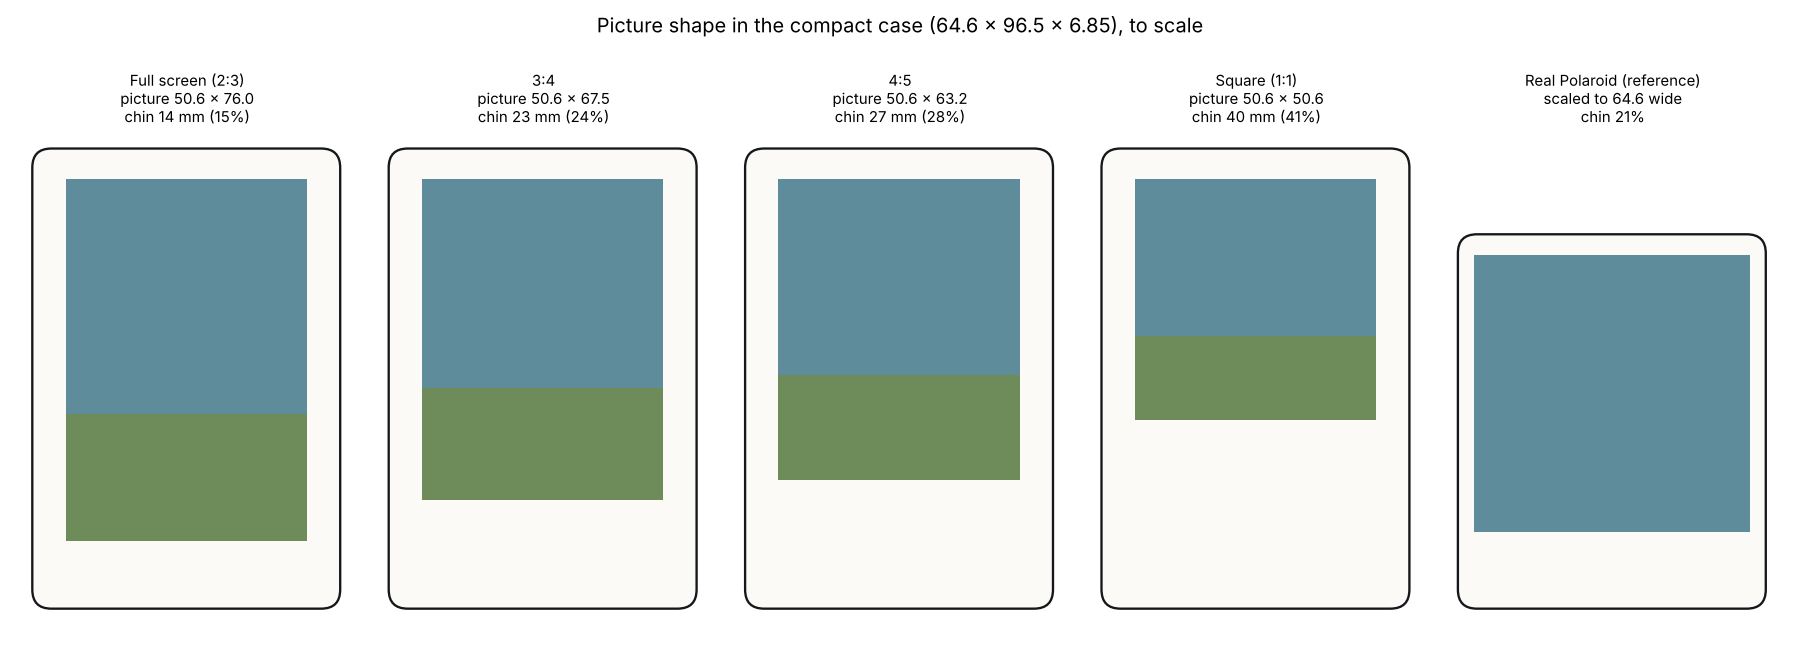 Picture shape in the compact case (64.6 × 96.5 × 6.85), to scale
Full screen (2:3)
picture 50.6 × 76.0
chin 14 mm (15%)
3:4
picture 50.6 × 67.5
chin 23 mm (24%)
4:5
picture 50.6 × 63.2
chin 27 mm (28%)
Square (1:1)
picture 50.6 × 50.6
chin 40 mm (41%)
Real Polaroid (reference)
scaled to 64.6 wide
chin 21%